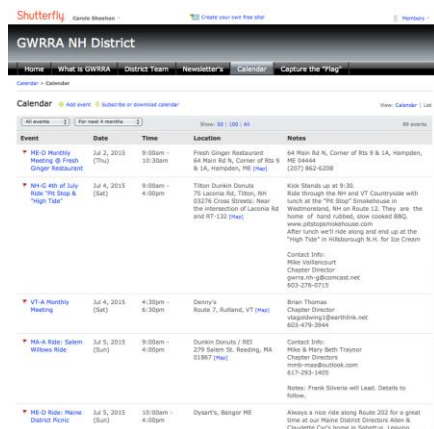 Shutterfly Carole Sheehan Create your own free site! Members
GWRRA NH District
Home What is GWRRA District Team Newsletter's Calendar Capture the "Flag"
Calendar > Calendar
Calendar Add event Subscribe or download calendar View: Calendar | List
All events For next 4 months Show: 50 | 100 | All 89 events
Event Date Time Location Notes
ME-D Monthly Jul 2, 2015 9:00am - Fresh Ginger Restaurant 64 Main Rd N, Corner of Rts 9 & 1A, Hampden,
Meeting @ Fresh (Thu) 10:30am 64 Main Rd N, Corner of Rts 9 ME 04444
Ginger Restaurant & 1A, Hampden, ME [Map] (207) 862-6208
NH-G 4th of July Jul 4, 2015 9:00am - Tilton Dunkin Donuts Kick Stands up at 9:30.
Ride "Pit Stop & (Sat) 4:00pm 75 Laconia Rd, Tilton, NH Ride through the NH and VT Countryside with
"High Tide" 03276 Cross Streets: Near lunch at the "Pit Stop" Smokehouse in
the intersection of Laconia Rd Westmoreland, NH on Route 12. They are the
and RT-132 [Map] home of hand rubbed, slow cooked BBQ.
www.pitstopsmokehouse.com
After lunch we'll ride along and end up at the
"High Tide" in Hillsborough N.H. for Ice Cream
Contact Info:
Mike Vaillencourt
Chapter Director
gwrra.nh-g@comcast.net
603-276-0715
VT-A Monthly Jul 4, 2015 4:30pm - Denny's Brian Thomas
Meeting (Sat) 6:30pm Route 7, Rutland, VT [Map] Chapter Director
vtagoldwing1@earthlink.net
603-479-3944
MA-A Ride: Salem Jul 5, 2015 9:00am - Dunkin Donuts / REI Contact Info:
Willows Ride (Sun) 4:00pm 279 Salem St. Reading, MA Mike & Mary Beth Traynor
01867 [Map] Chapter Directors
mmb-max@outlook.com
617-293-1405
Notes: Frank Silveria will Lead. Details to
follow.
ME-D Ride: Maine Jul 5, 2015 10:00am - Dysart's, Bangor ME Always a nice ride along Route 202 for a great
District Picnic (Sun) 4:00pm time at our Maine District Directors Allen &
Claudette Cyr's home in Sabattus. Leaving